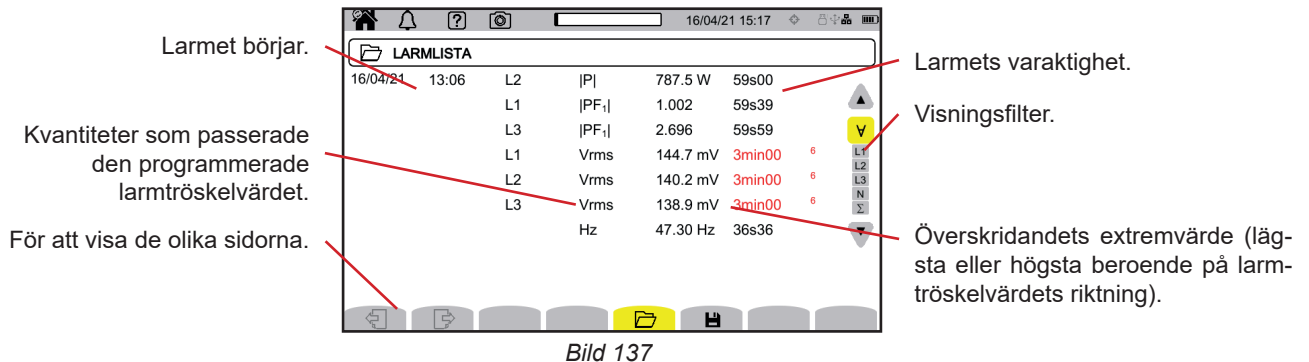 16/04/21 15:17
LARMLISTA
16/04/21 13:06 L2 |P| 787.5 W 59s00
L1 |PF1| 1.002 59s39
L3 |PF1| 2.696 59s59
L1 Vrms 144.7 mV 3min00 6
L2 Vrms 140.2 mV 3min00 6
L3 Vrms 138.9 mV 3min00 6
Hz 47.30 Hz 36s36
∀
L1
L2
L3
N
Σ
Larmet börjar.
Kvantiteter som passerade
den programmerade
larmtröskelvärdet.
För att visa de olika sidorna.
Larmets varaktighet.
Visningsfilter.
Överskridandets extremvärde (läg-
sta eller högsta beroende på larm-
tröskelvärdets riktning).
Bild 137